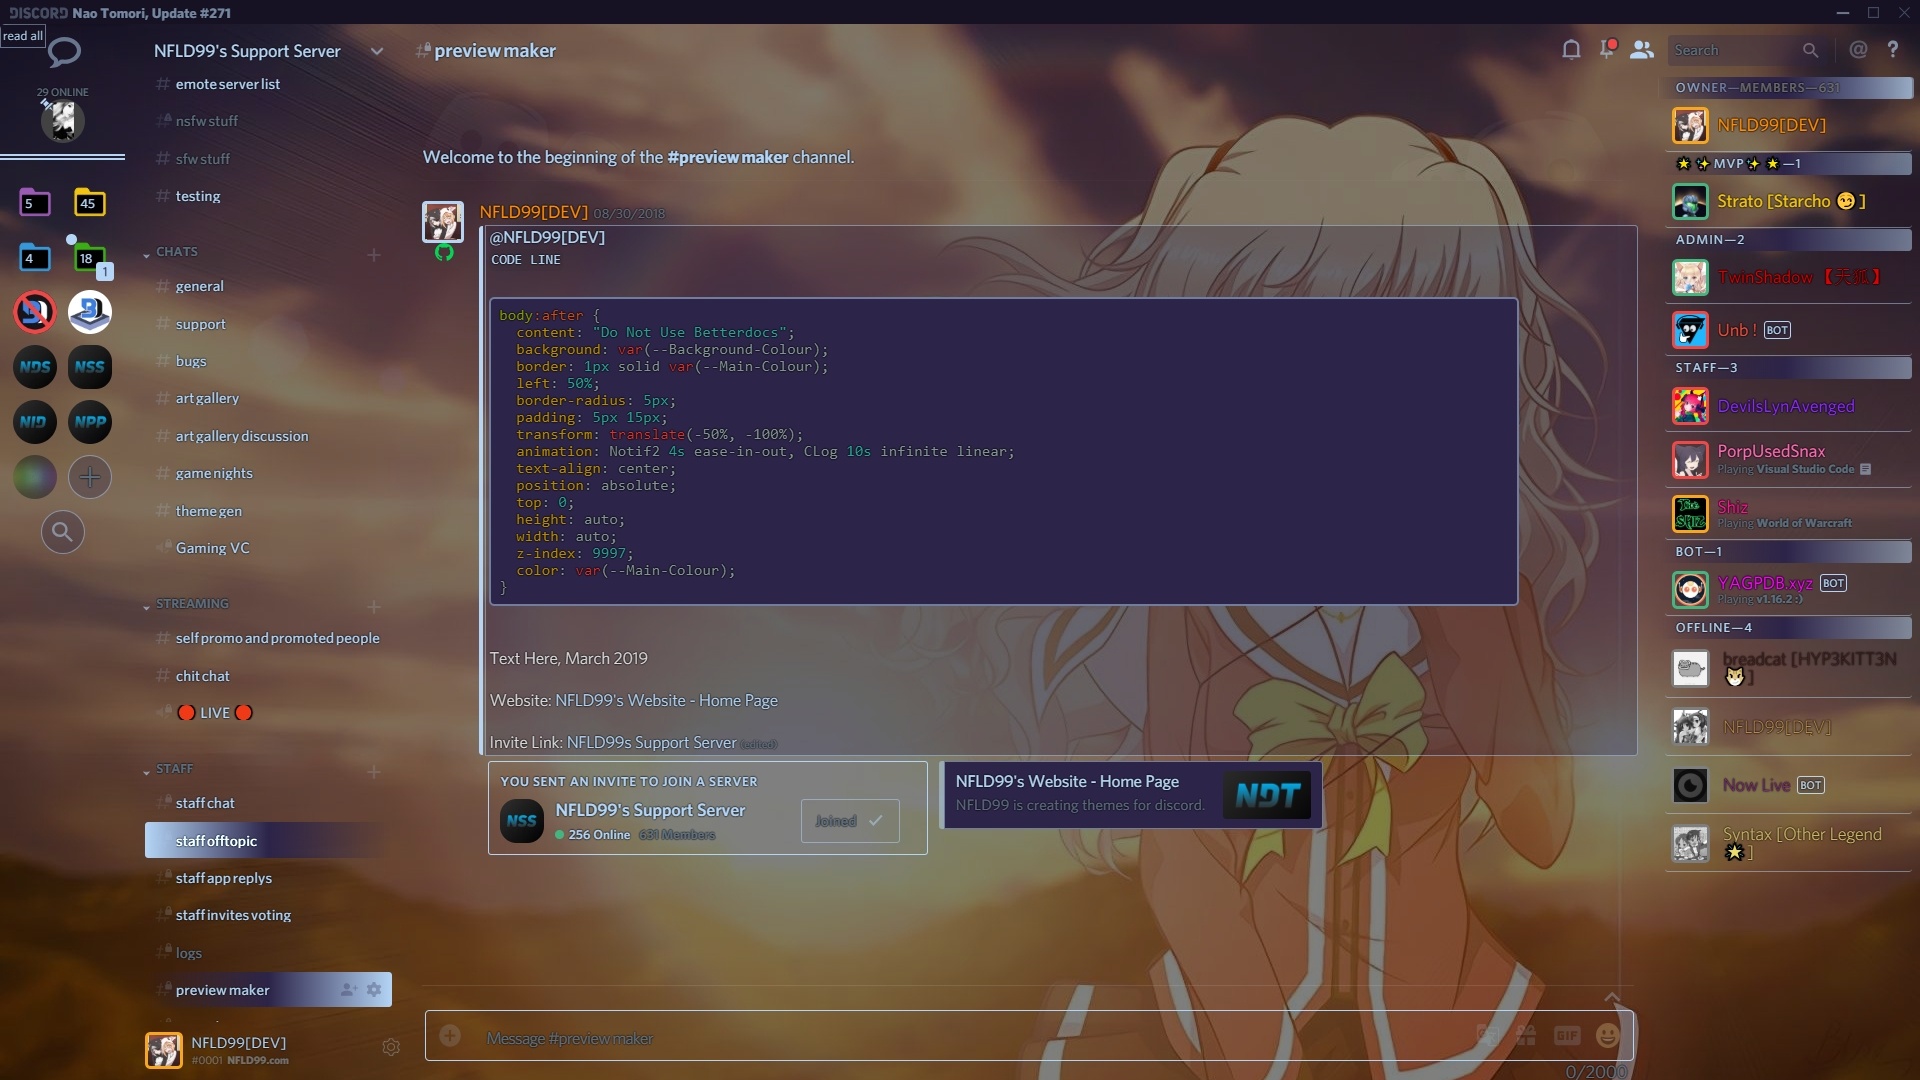 DISCORD Nao Tomori, Update #271
read all
29 ONLINE
5
45
4
18
1
NDS
NSS
NID
NPP
NFLD99's Support Server
# emote server list
nsfw stuff
# sfw stuff
# testing
CHATS
# general
# support
# bugs
# art gallery
# art gallery discussion
# game nights
# theme gen
Gaming VC
STREAMING
# self promo and promoted people
# chit chat
🔴 LIVE 🔴
STAFF
staff chat
staff offtopic
staff app replys
staff invites voting
logs
preview maker
NFLD99[DEV]
#0001 NFLD99.com
# preview maker
Welcome to the beginning of the #preview maker channel.
NFLD99[DEV] 08/30/2018
@NFLD99[DEV]
CODE LINE
body:after {
content: "Do Not Use Betterdocs";
background: var(--Background-Colour);
border: 1px solid var(--Main-Colour);
left: 50%;
border-radius: 5px;
padding: 5px 15px;
transform: translate(-50%, -100%);
animation: Notif2 4s ease-in-out, CLog 10s infinite linear;
text-align: center;
position: absolute;
top: 0;
height: auto;
width: auto;
z-index: 9997;
color: var(--Main-Colour);
}
Text Here, March 2019
Website: NFLD99's Website - Home Page
Invite Link: NFLD99s Support Server (edited)
YOU SENT AN INVITE TO JOIN A SERVER
NSS
NFLD99's Support Server
256 Online 631 Members
Joined
NFLD99's Website - Home Page
NFLD99 is creating themes for discord.
NDT
Message #preview maker
GIF
0/2000
Search
@ ?
OWNER—MEMBERS—631
NFLD99[DEV]
🌟✨MVP✨🌟—1
Strato [Starcho 😏 ]
ADMIN—2
TwinShadow 【天狐】
Unb ! BOT
STAFF—3
DevilsLynAvenged
PorpUsedSnax
Playing Visual Studio Code
Shiz
Playing World of Warcraft
BOT—1
YAGPDB.xyz BOT
Playing v1.16.2 :)
OFFLINE—4
breadcat [HYP3KITT3N
🐱 ]
NFLD99[DEV]
Now Live BOT
Syntax [Other Legend
🌟 ]